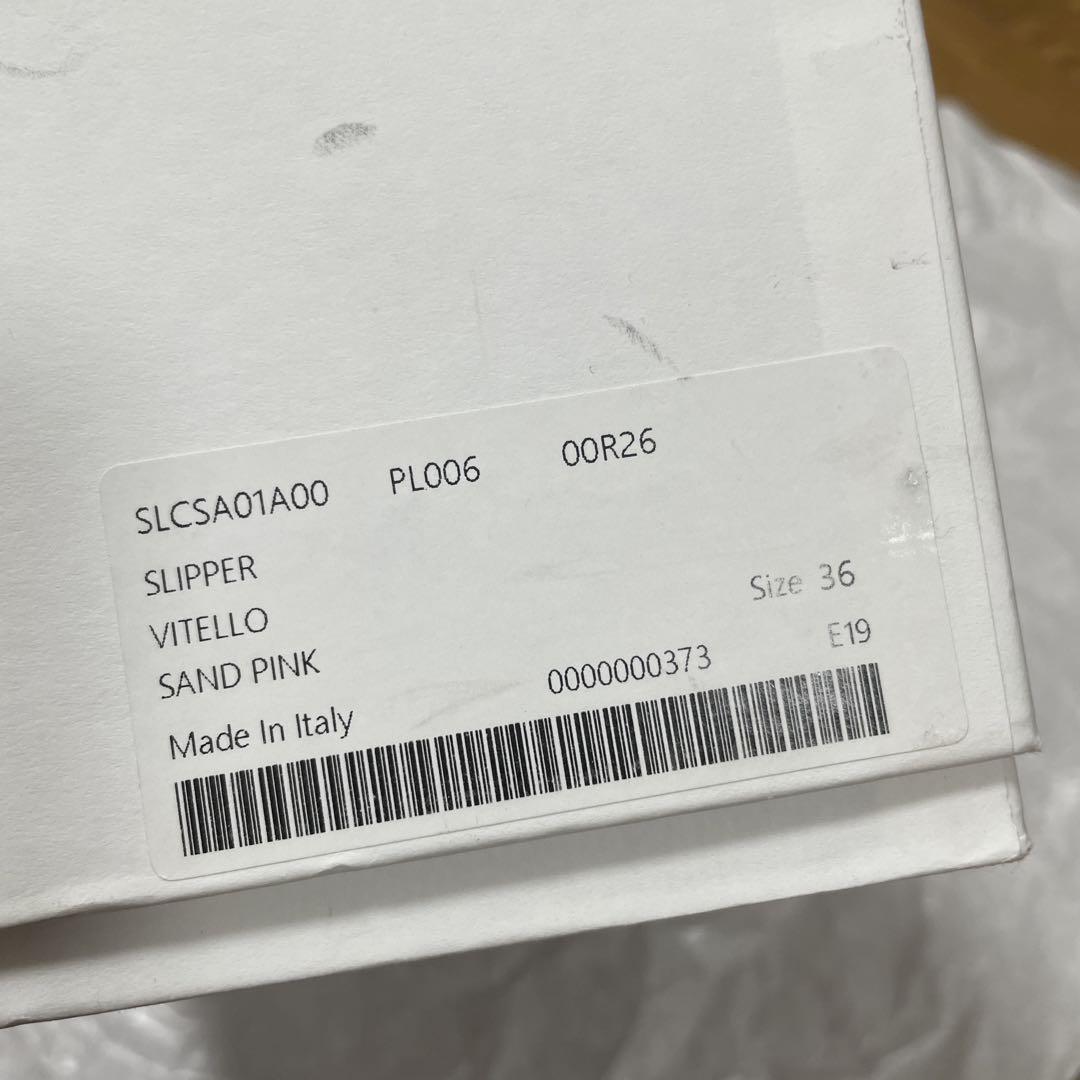 SLCSA01A00 PL006 00R26
SLIPPER
VITELLO
SAND PINK
Size 36
Made In Italy 0000000373 E19